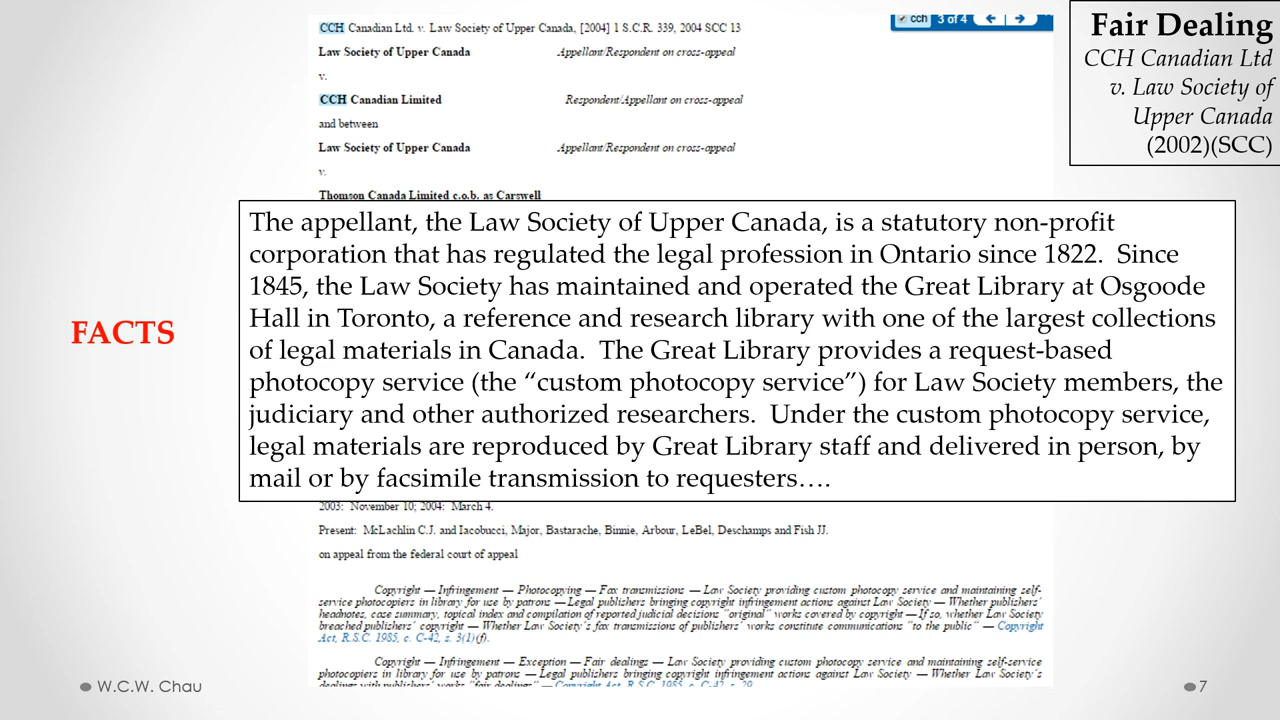 CCH Canadian Ltd. v. Law Society of Upper Canada, [2004] 1 S.C.R. 339, 2004 SCC 13
cch 3 of 4
Fair Dealing
CCH Canadian Ltd
v. Law Society of
Upper Canada
(2002)(SCC)
Law Society of Upper Canada Appellant/Respondent on cross-appeal
v.
CCH Canadian Limited Respondent/Appellant on cross-appeal
and between
Law Society of Upper Canada Appellant/Respondent on cross-appeal
v.
Thomson Canada Limited c.o.b. as Carswell
FACTS
The appellant, the Law Society of Upper Canada, is a statutory non-profit
corporation that has regulated the legal profession in Ontario since 1822. Since
1845, the Law Society has maintained and operated the Great Library at Osgoode
Hall in Toronto, a reference and research library with one of the largest collections
of legal materials in Canada. The Great Library provides a request-based
photocopy service (the “custom photocopy service”) for Law Society members, the
judiciary and other authorized researchers. Under the custom photocopy service,
legal materials are reproduced by Great Library staff and delivered in person, by
mail or by facsimile transmission to requesters….
2003: November 10; 2004: March 4.
Present: McLachlin C.J. and Iacobucci, Major, Bastarache, Binnie, Arbour, LeBel, Deschamps and Fish JJ.
on appeal from the federal court of appeal
Copyright — Infringement — Photocopying — Fax transmissions — Law Society providing custom photocopy service and maintaining self-
service photocopiers in library for use by patrons — Legal publishers bringing copyright infringement actions against Law Society — Whether publishers'
headnotes, case summary, topical index and compilation of reported judicial decisions "original" works covered by copyright — If so, whether Law Society
breached publishers' copyright — Whether Law Society's fax transmissions of publishers' works constitute communications "to the public" — Copyright
Act, R.S.C. 1985, c. C-42, s. 3(1)(f).
Copyright — Infringement — Exception — Fair dealings — Law Society providing custom photocopy service and maintaining self-service
photocopiers in library for use by patrons — Legal publishers bringing copyright infringement actions against Law Society — Whether Law Society's
dealings with publishers' works "fair dealings" — Copyright Act, R.S.C. 1985, c. C-42, s. 29.
W.C.W. Chau
7